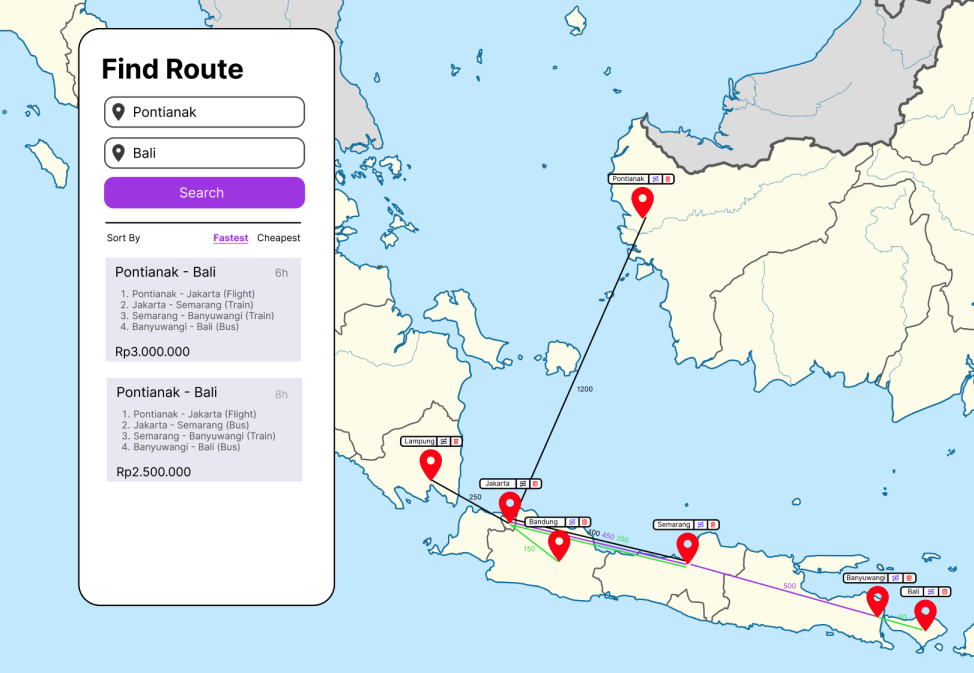 Find Route
Pontianak
Bali
Search
Sort By
Fastest
Cheapest
Pontianak - Bali
6h
1. Pontianak - Jakarta (Flight)
2. Jakarta - Semarang (Train)
3. Semarang - Banyuwangi (Train)
4. Banyuwangi - Bali (Bus)
Rp3.000.000
Pontianak - Bali
8h
1. Pontianak - Jakarta (Flight)
2. Jakarta - Semarang (Bus)
3. Semarang - Banyuwangi (Train)
4. Banyuwangi - Bali (Bus)
Rp2.500.000
Pontianak
1200
Lampung
250
Jakarta
Bandung
150
400 450 350
Semarang
500
Banyuwangi
Bali